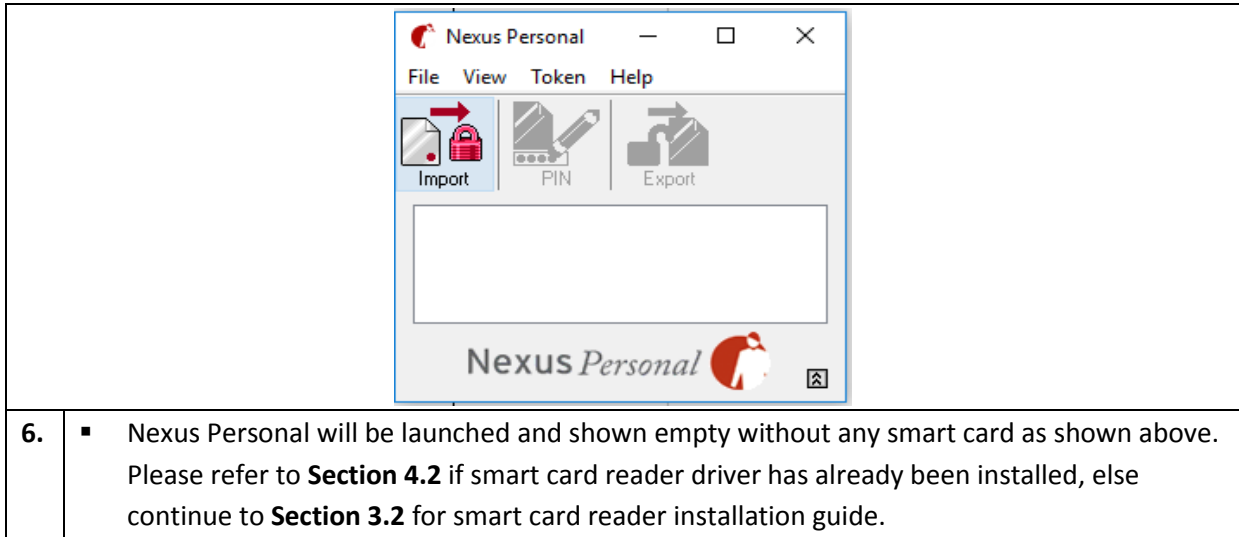 Nexus Personal
File View Token Help
Import PIN Export
Nexus Personal
6. ▪ Nexus Personal will be launched and shown empty without any smart card as shown above.
Please refer to Section 4.2 if smart card reader driver has already been installed, else
continue to Section 3.2 for smart card reader installation guide.